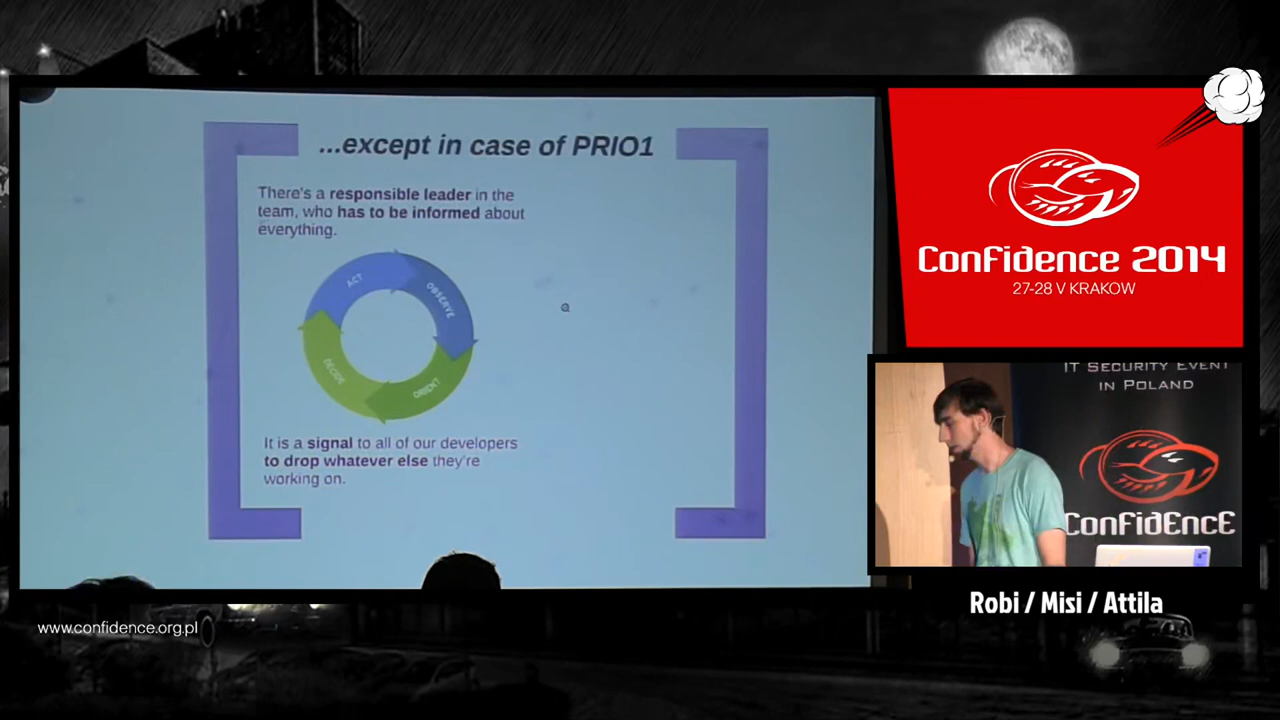 ...except in case of PRIO1
There's a responsible leader in the
team, who has to be informed about
everything.
ACT
OBSERVE
DECIDE
ORIENT
It is a signal to all of our developers
to drop whatever else they're
working on.
ConFidence 2014
27-28 V KRAKOW
IT SECURITY EVENT
IN POLAND
ConFidEncE
Robi / Misi / Attila
www.confidence.org.pl